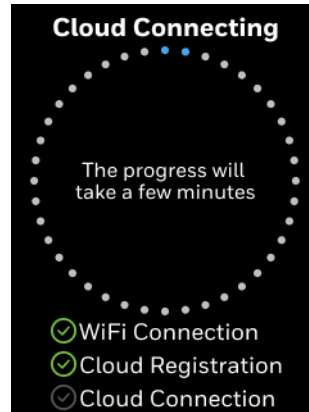 Cloud Connecting
The progress will
take a few minutes
WiFi Connection
Cloud Registration
Cloud Connection